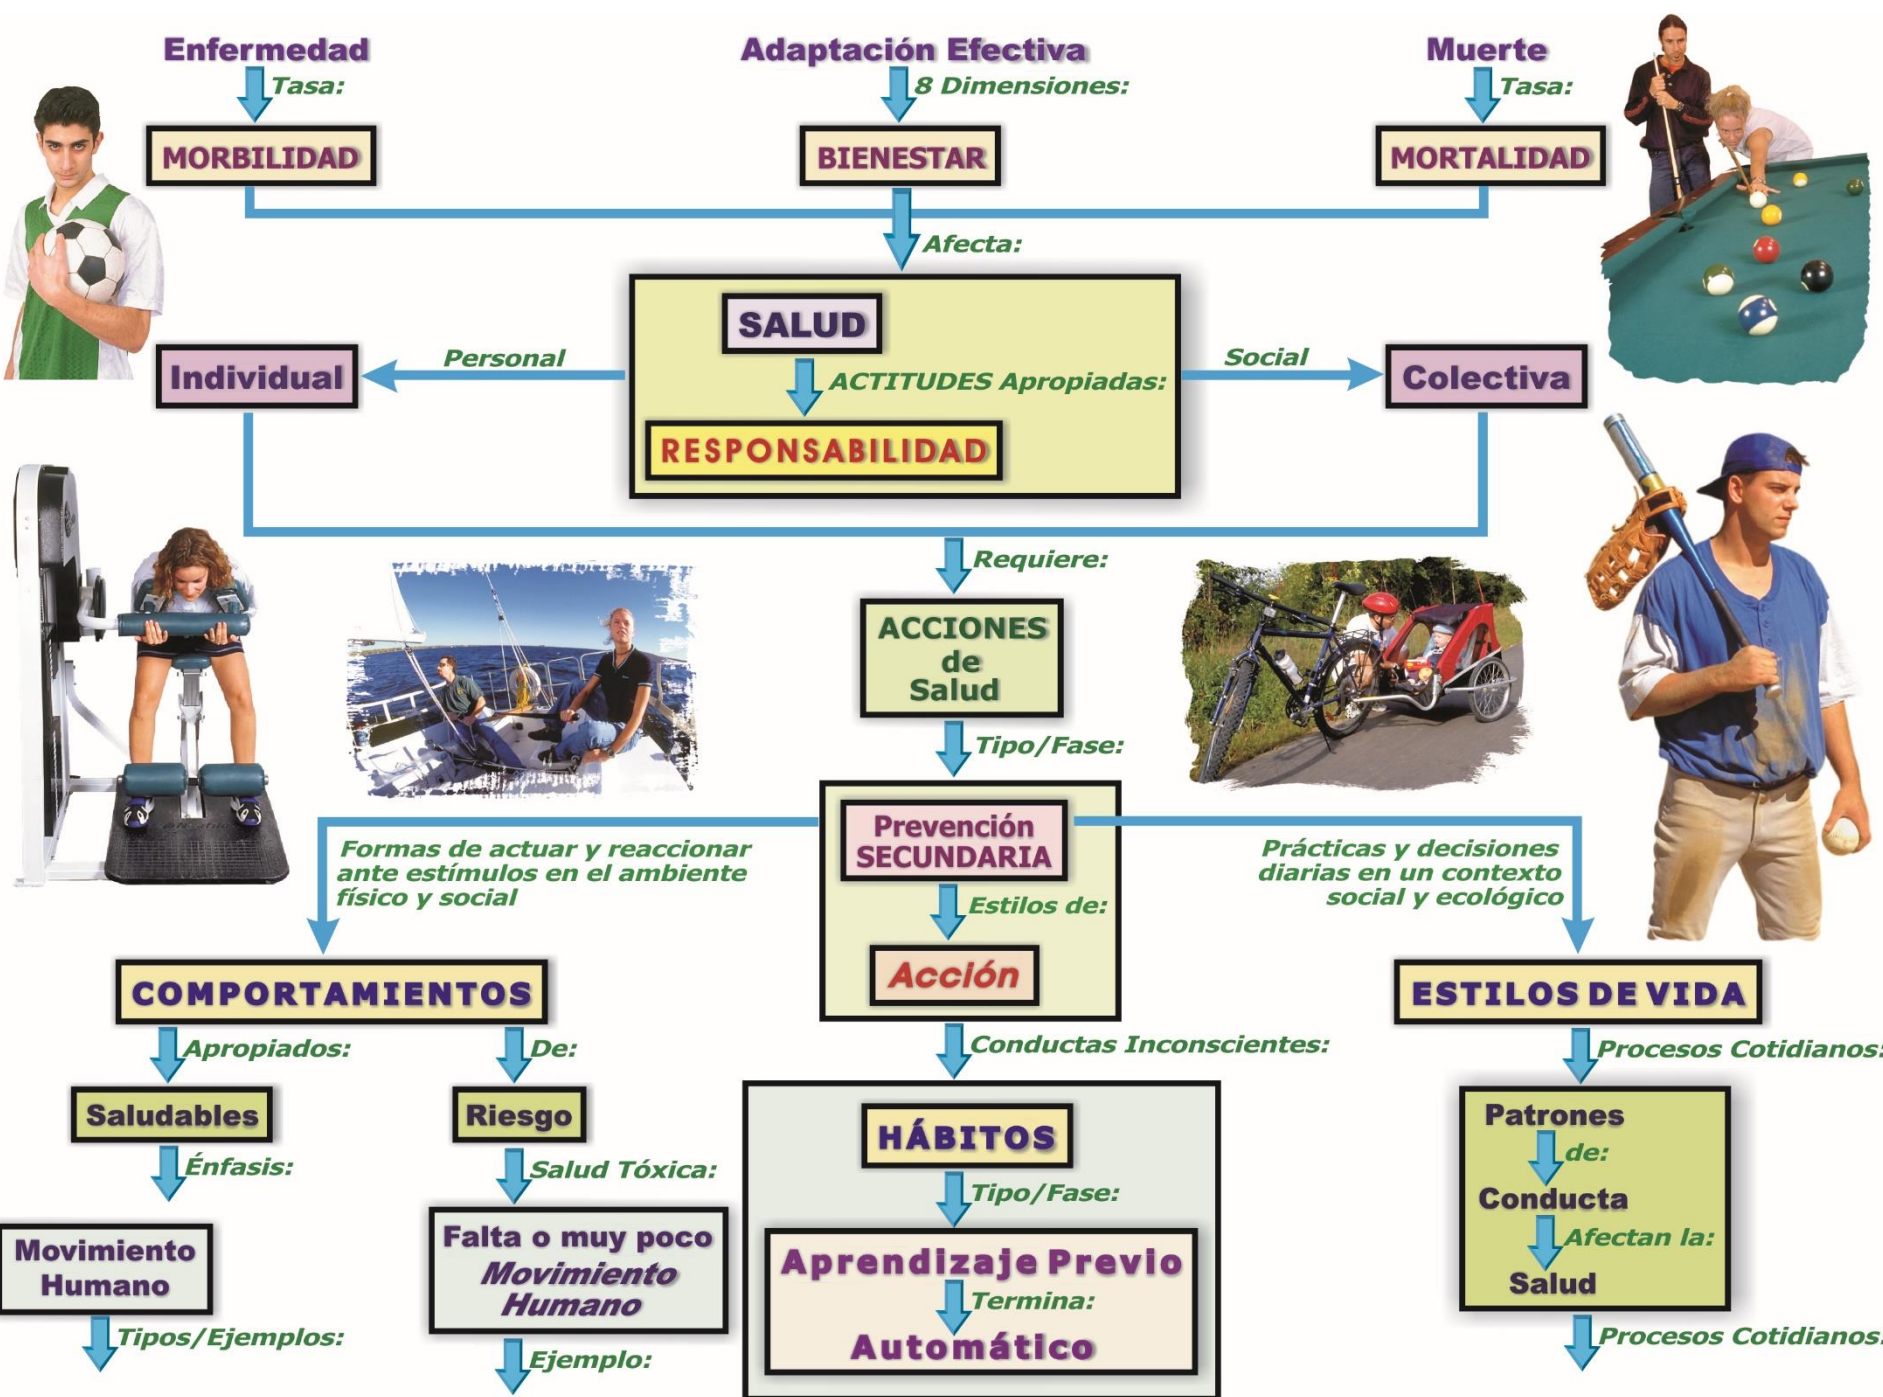 Enfermedad
Adaptación Efectiva
Muerte
Tasa:
8 Dimensiones:
Tasa:
MORBILIDAD
BIENESTAR
MORTALIDAD
Afecta:
SALUD
Personal
Social
Individual
ACTITUDES Apropiadas:
Colectiva
RESPONSABILIDAD
Requiere:
ACCIONES
de
Salud
Tipo/Fase:
Prevención
SECUNDARIA
Formas de actuar y reaccionar
ante estímulos en el ambiente
físico y social
Prácticas y decisiones
diarias en un contexto
social y ecológico
Estilos de:
Acción
COMPORTAMIENTOS
ESTILOS DE VIDA
Apropiados:
De:
Conductas Inconscientes:
Procesos Cotidianos:
Saludables
Riesgo
HÁBITOS
Patrones
de:
Conducta
Afectan la:
Salud
Énfasis:
Salud Tóxica:
Tipo/Fase:
Movimiento
Humano
Falta o muy poco
Movimiento
Humano
Aprendizaje Previo
Termina:
Automático
Tipos/Ejemplos:
Ejemplo:
Procesos Cotidianos: